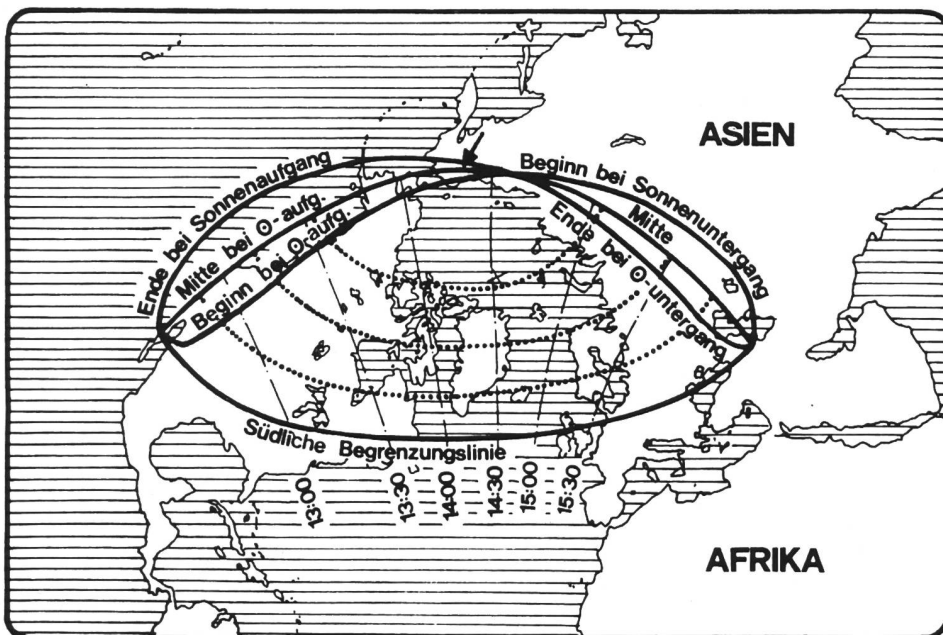 ASIEN
Ende bei Sonnenaufgang
Mitte bei ⊙-aufg.
Beginn bei ⊙-aufg.
Beginn bei Sonnenuntergang
Mitte
Ende bei ⊙-untergang
Südliche Begrenzungslinie
13:00
13:30
14:00
14:30
15:00
15:30
AFRIKA